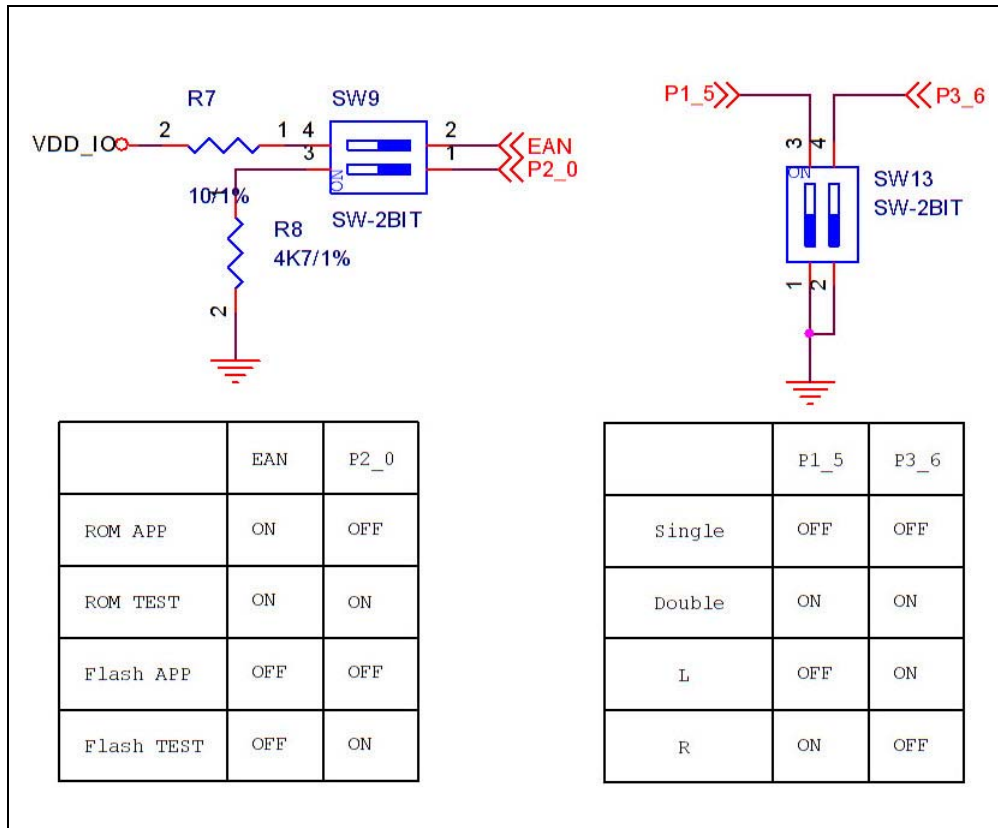 R7
SW9
VDD_IO
2
1
4
3
2
1
EAN
P2_0
ON
10/1%
1
SW-2BIT
R8
4K7/1%
2
P1_5
P3_6
3
4
ON
SW13
SW-2BIT
1
2
EAN P2_0
ROM APP ON OFF
ROM TEST ON ON
Flash APP OFF OFF
Flash TEST OFF ON
P1_5 P3_6
Single OFF OFF
Double ON ON
L OFF ON
R ON OFF